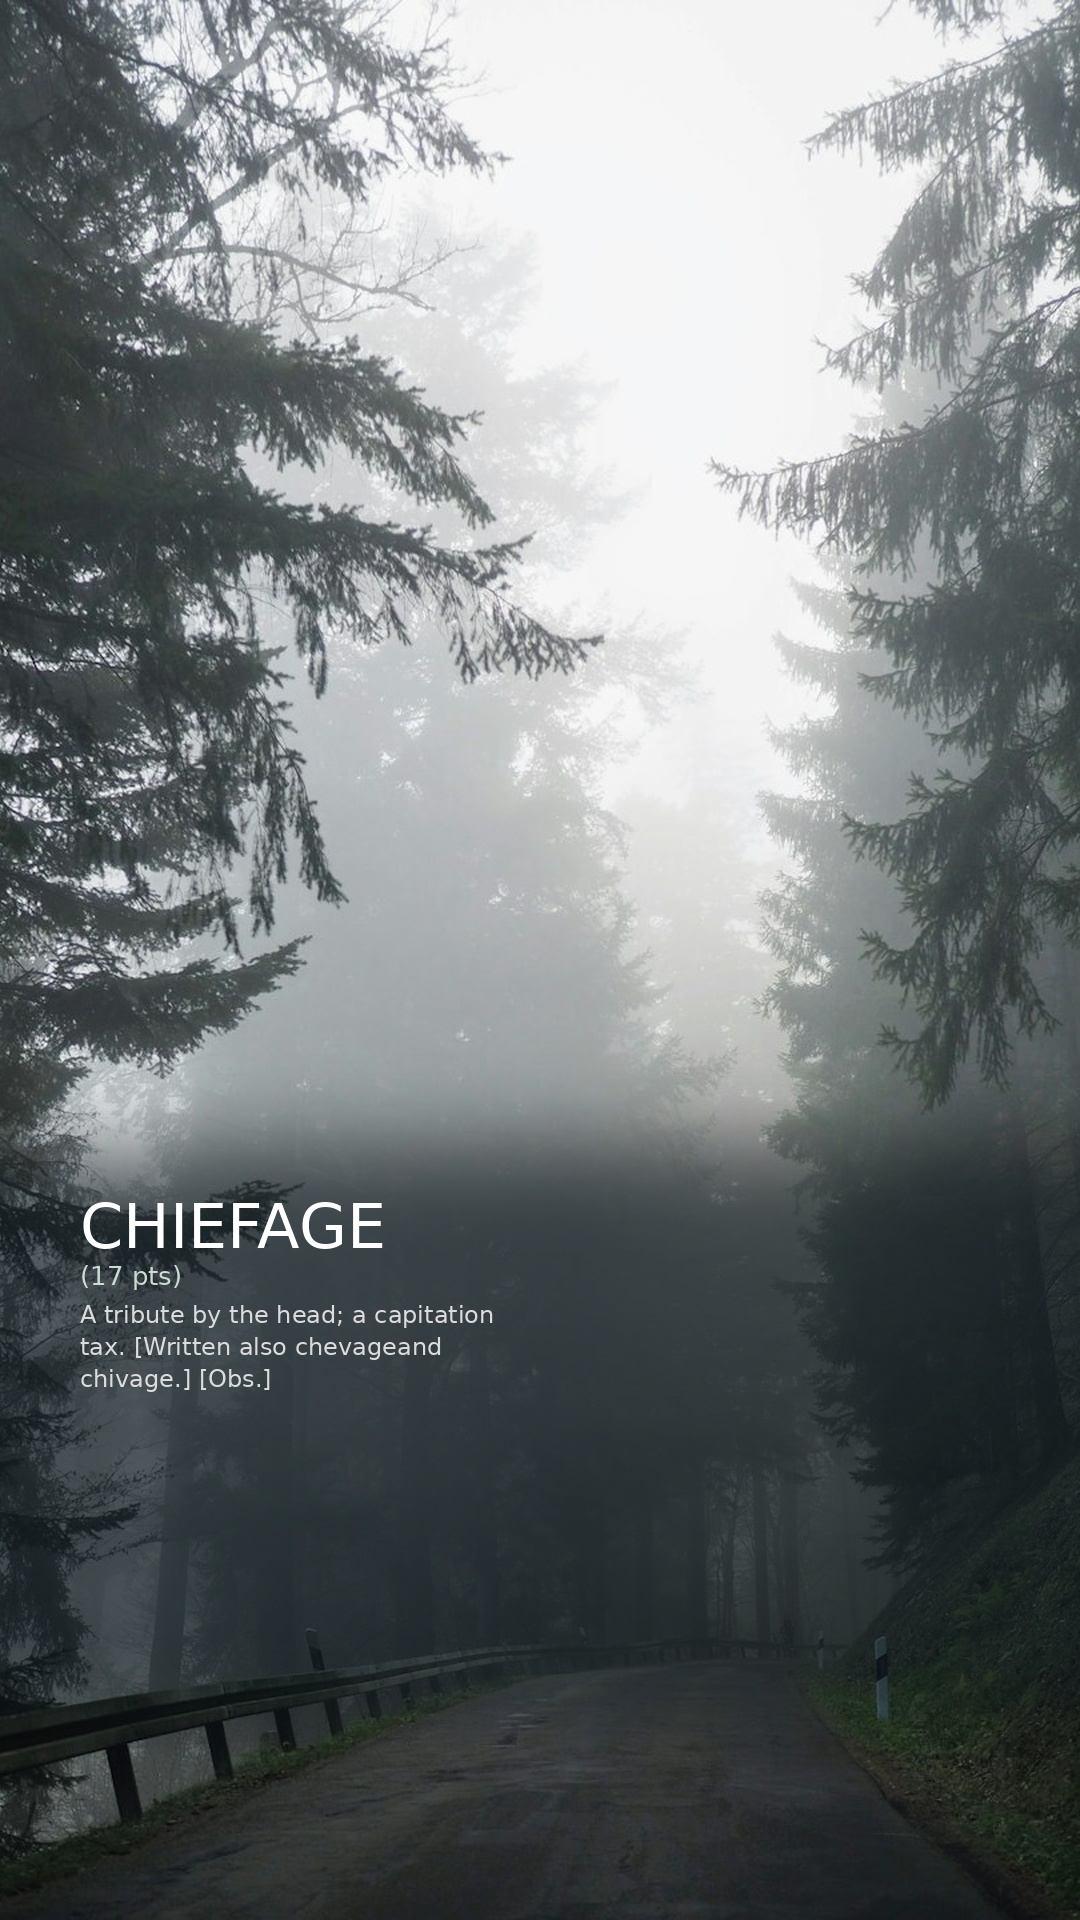 CHIEFAGE
(17 pts)
A tribute by the head; a capitation
tax. [Written also chevageand
chivage.] [Obs.]